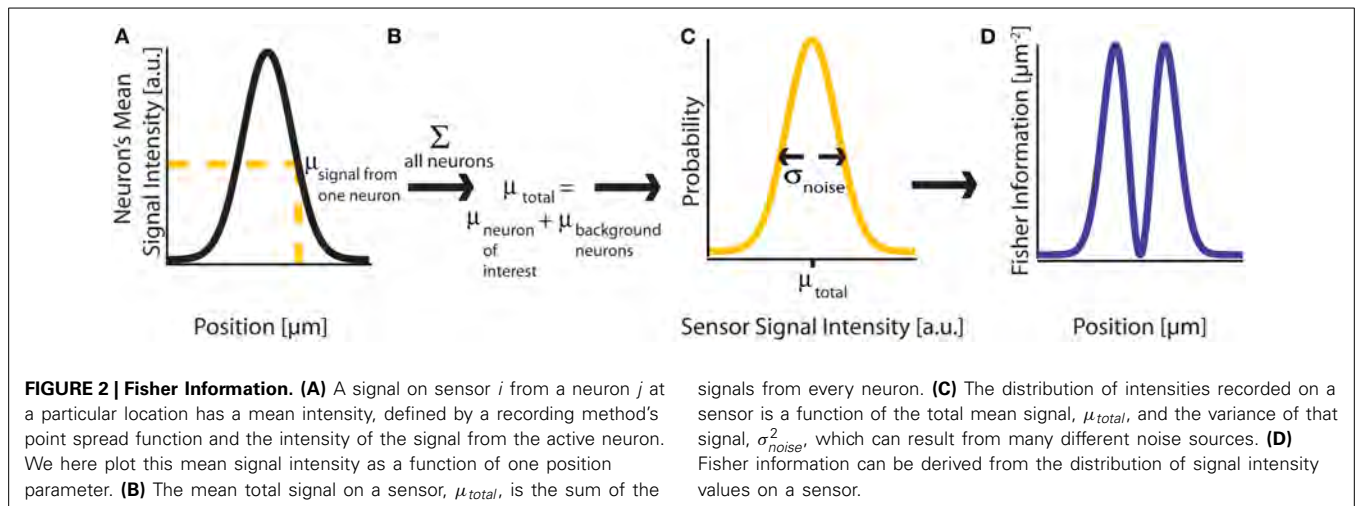 A
Neuron's Mean
Signal Intensity [a.u.]
μ signal from
one neuron
Position [μm]
B
Σ
all neurons
μ total =
μ neuron of interest + μ background neurons
C
Probability
σ noise
μ total
Sensor Signal Intensity [a.u.]
D
Fisher Information [μm⁻²]
Position [μm]
FIGURE 2 | Fisher Information. (A) A signal on sensor i from a neuron j at
a particular location has a mean intensity, defined by a recording method's
point spread function and the intensity of the signal from the active neuron.
We here plot this mean signal intensity as a function of one position
parameter. (B) The mean total signal on a sensor, μtotal, is the sum of the
signals from every neuron. (C) The distribution of intensities recorded on a
sensor is a function of the total mean signal, μtotal, and the variance of that
signal, σ²noise, which can result from many different noise sources. (D)
Fisher information can be derived from the distribution of signal intensity
values on a sensor.